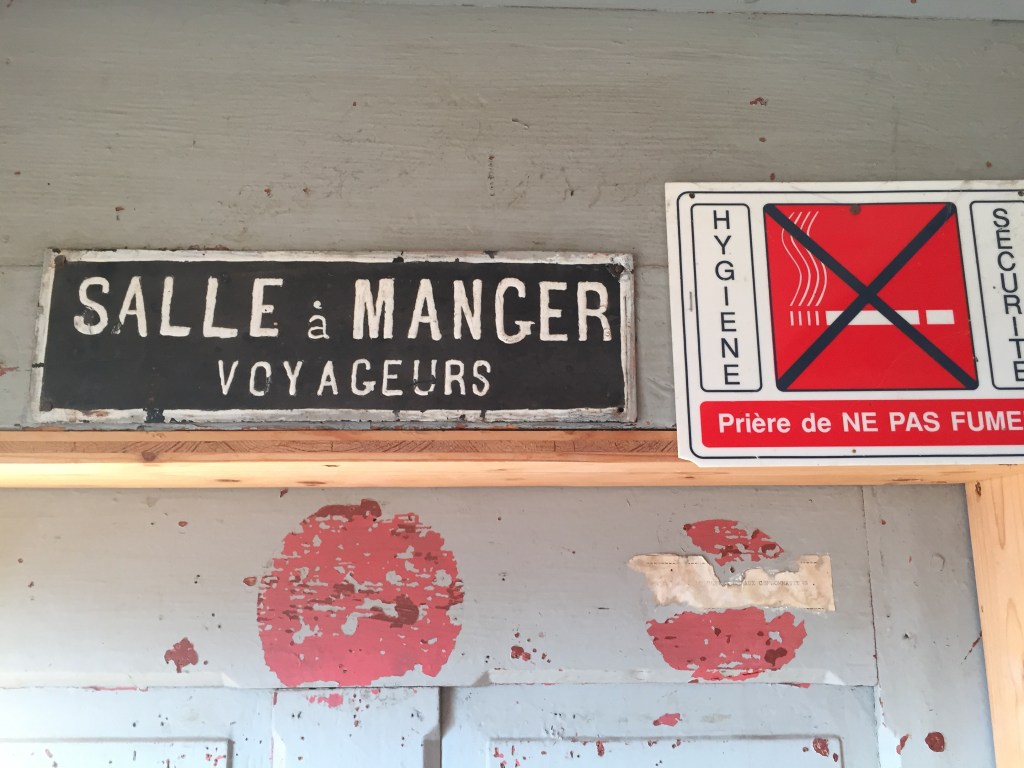 SALLE à MANGER
VOYAGEURS
HYGIENE
SECURITE
Prière de NE PAS FUME